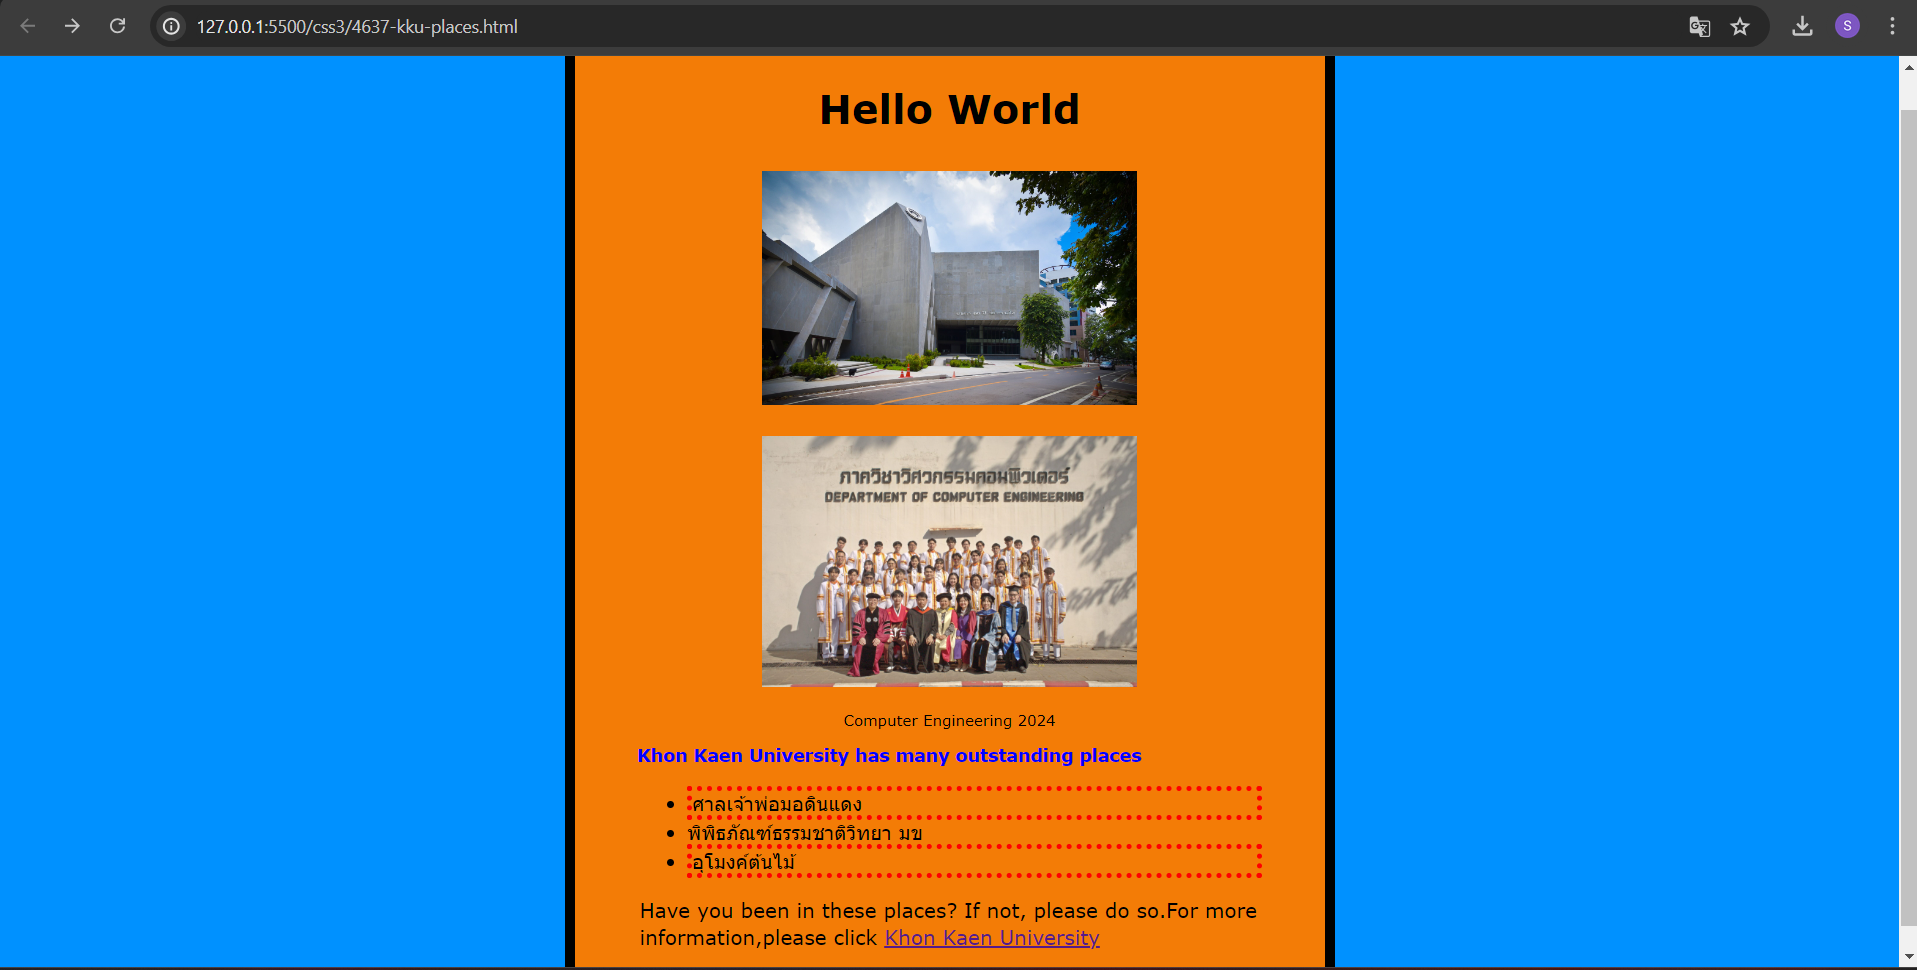 127.0.0.1:5500/css3/4637-kku-places.html
S
Hello World
ภาควิชาวิศวกรรมคอมพิวเตอร์
DEPARTMENT OF COMPUTER ENGINEERING
Computer Engineering 2024
Khon Kaen University has many outstanding places
• ศาลเจ้าพ่อมอดินแดง
• พิพิธภัณฑ์ธรรมชาติวิทยา มข
• อุโมงค์ต้นไม้
Have you been in these places? If not, please do so.For more
information,please click Khon Kaen University